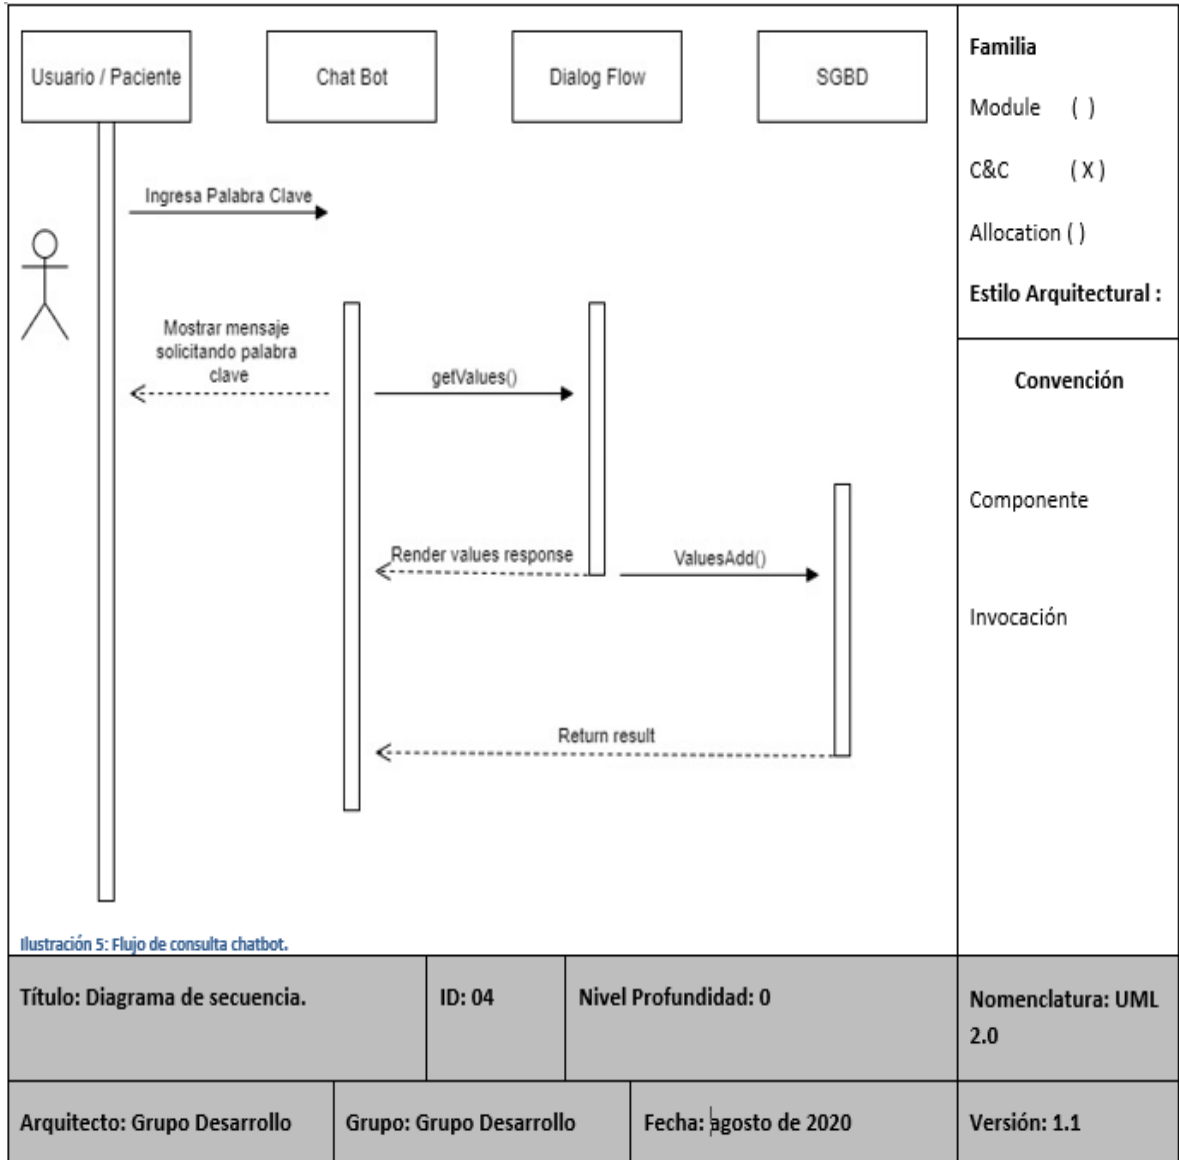 Usuario / Paciente
Chat Bot
Dialog Flow
SGBD
Ingresa Palabra Clave
Mostrar mensaje
solicitando palabra
clave
getValues()
Render values response
ValuesAdd()
Return result
Ilustración 5: Flujo de consulta chatbot.
Familia
Module ( )
C&C ( X )
Allocation ( )
Estilo Arquitectural :
Convención
Componente
Invocación
Título: Diagrama de secuencia.
ID: 04
Nivel Profundidad: 0
Nomenclatura: UML
2.0
Arquitecto: Grupo Desarrollo
Grupo: Grupo Desarrollo
Fecha: agosto de 2020
Versión: 1.1